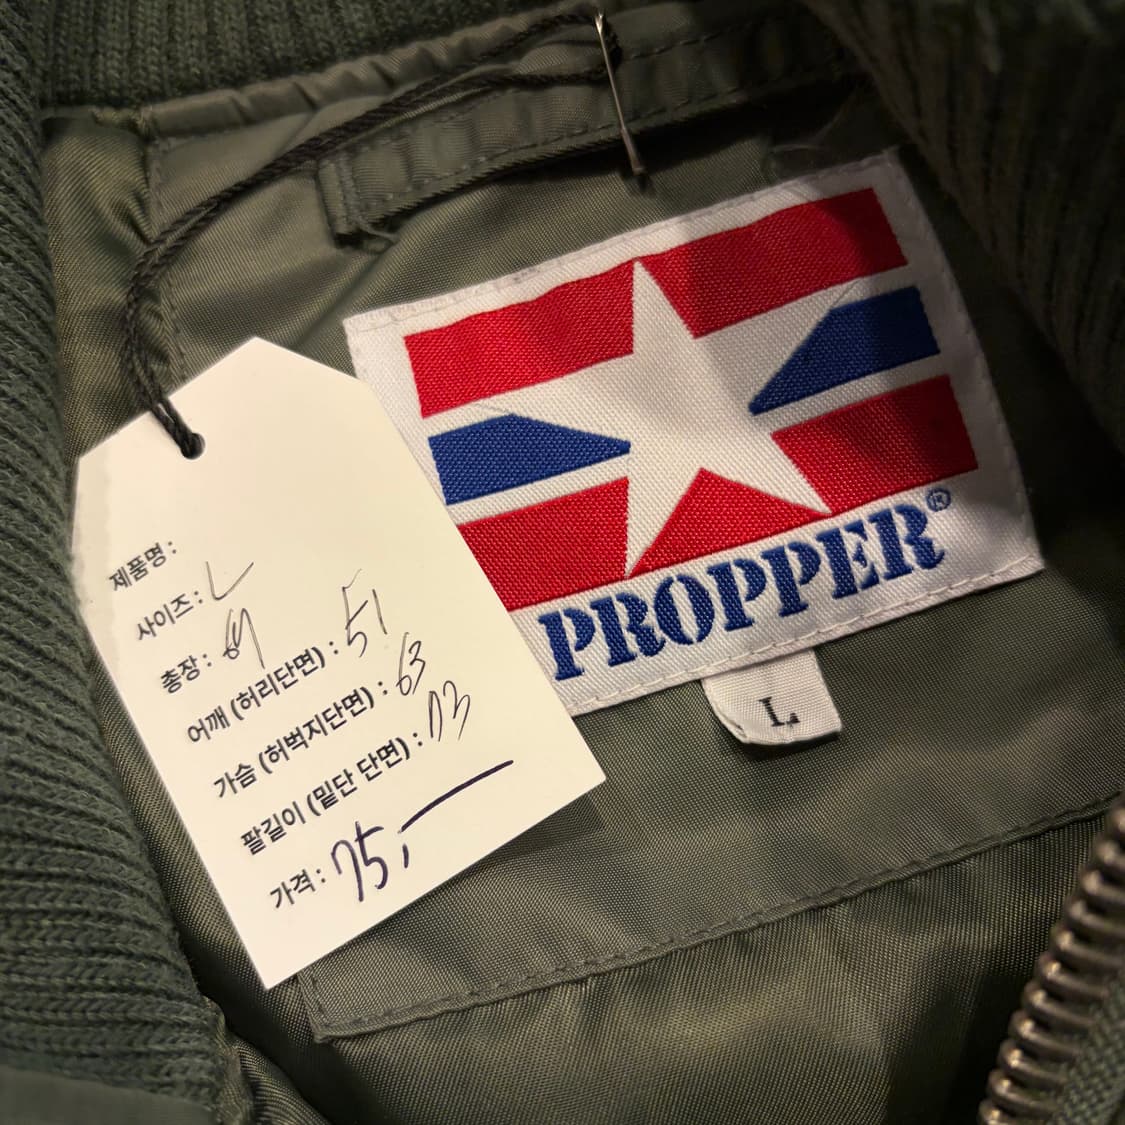 제품명 :
사이즈 : L
총장 : 69
어깨 (허리단면) : 51
가슴 (허벅지단면) : 63
팔길이 (밑단 단면) : 73
가격 : 75,—
PROPPER®
L